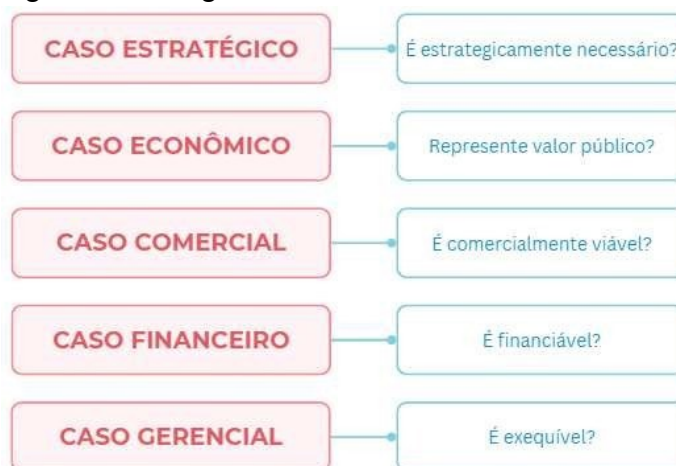 CASO ESTRATÉGICO
É estrategicamente necessário?
CASO ECONÔMICO
Represente valor público?
CASO COMERCIAL
É comercialmente viável?
CASO FINANCEIRO
É financiável?
CASO GERENCIAL
É exequível?